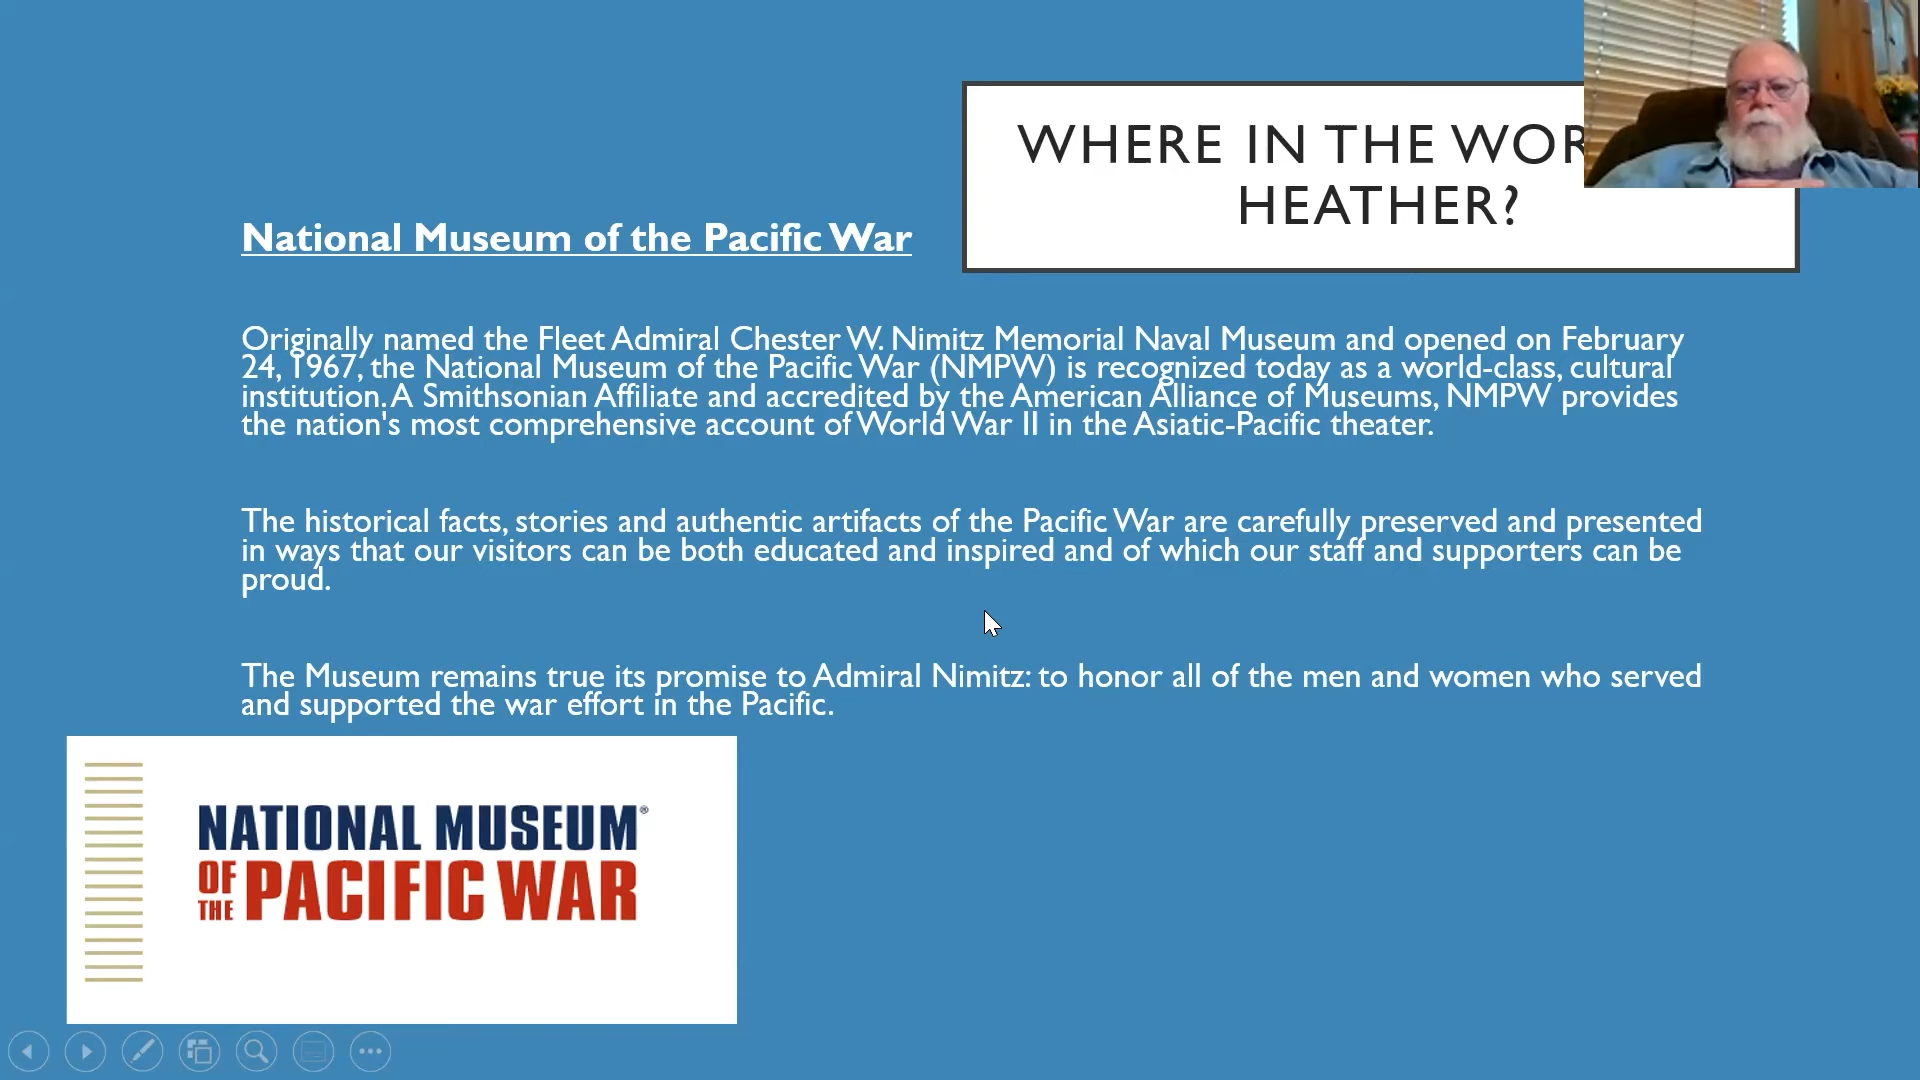 WHERE IN THE WOR
HEATHER?
National Museum of the Pacific War
Originally named the Fleet Admiral Chester W. Nimitz Memorial Naval Museum and opened on February
24, 1967, the National Museum of the Pacific War (NMPW) is recognized today as a world-class, cultural
institution. A Smithsonian Affiliate and accredited by the American Alliance of Museums, NMPW provides
the nation's most comprehensive account of World War II in the Asiatic-Pacific theater.
The historical facts, stories and authentic artifacts of the Pacific War are carefully preserved and presented
in ways that our visitors can be both educated and inspired and of which our staff and supporters can be
proud.
The Museum remains true its promise to Admiral Nimitz: to honor all of the men and women who served
and supported the war effort in the Pacific.
NATIONAL MUSEUM®
OF THE PACIFIC WAR